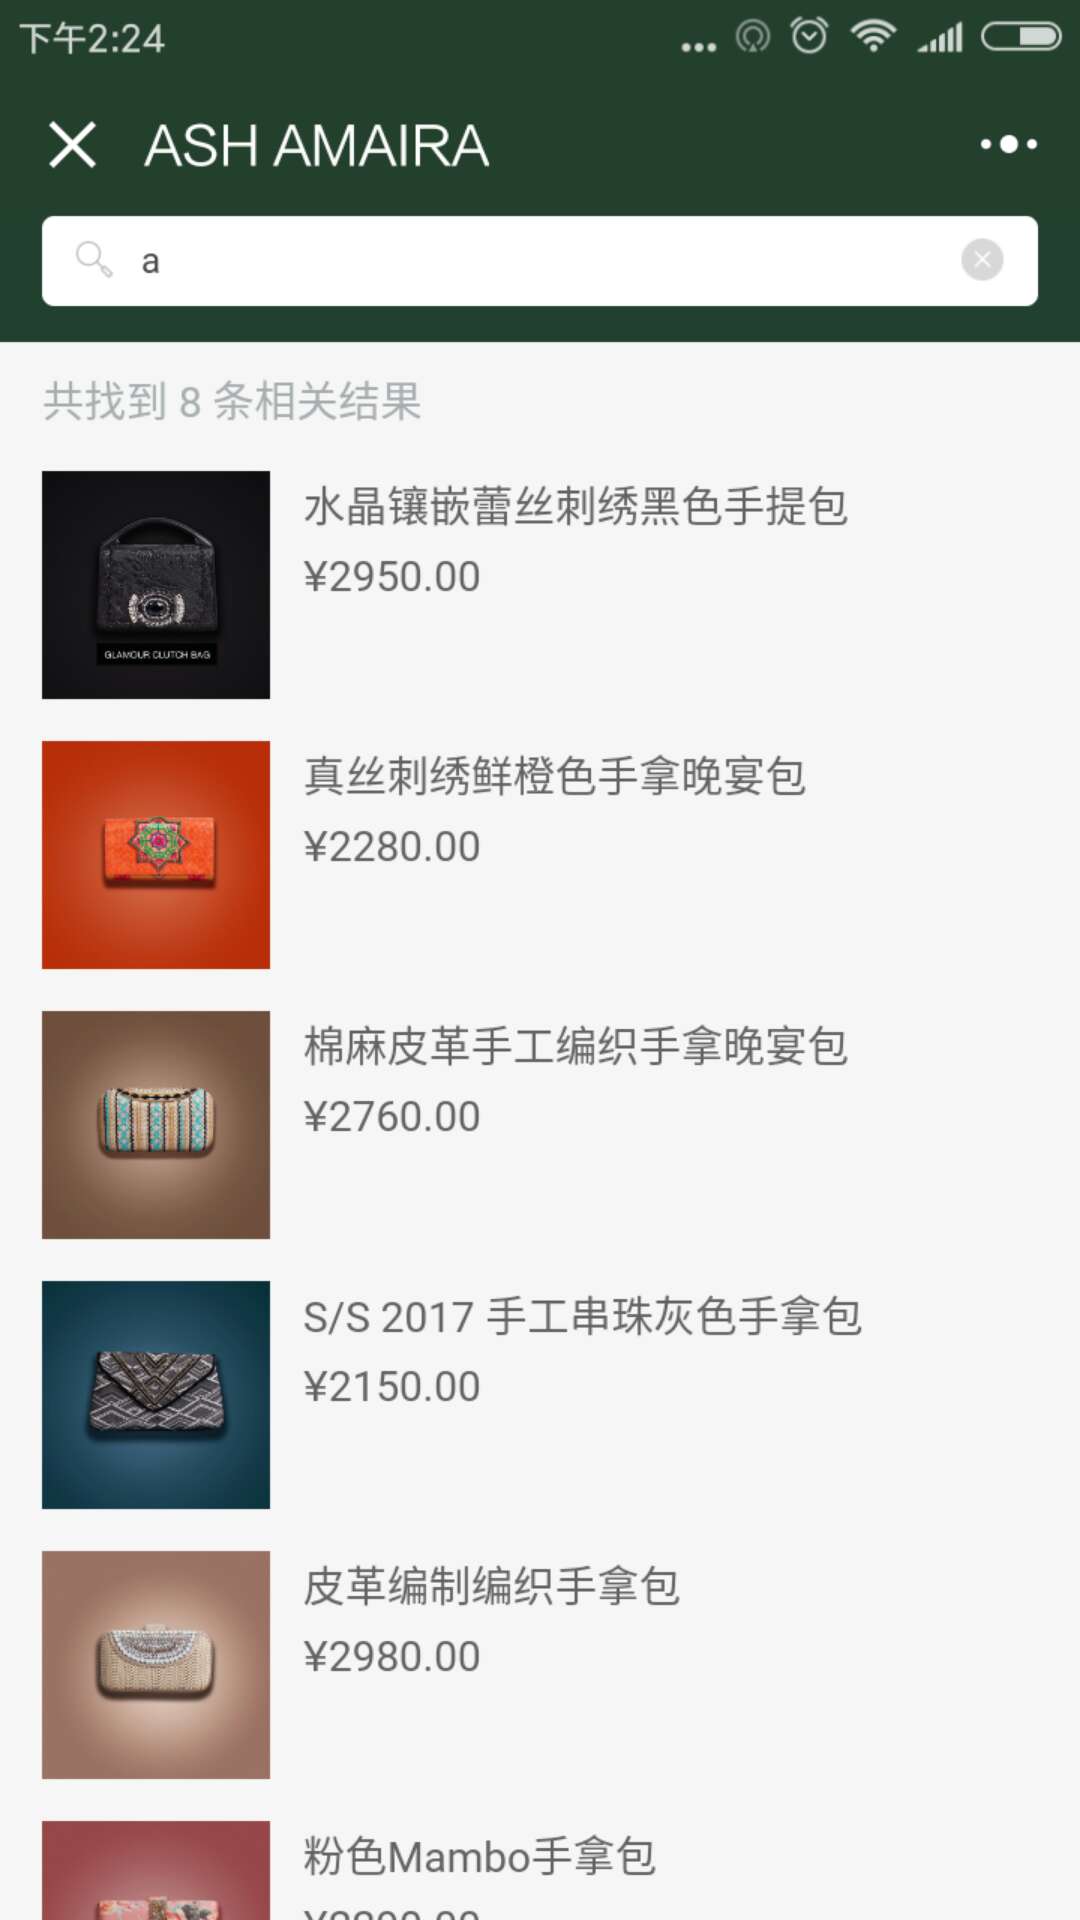 下午2:24
ASH AMAIRA
a
共找到 8 条相关结果
水晶镶嵌蕾丝刺绣黑色手提包
¥2950.00
GLAMOUR CLUTCH BAG
真丝刺绣鲜橙色手拿晚宴包
¥2280.00
棉麻皮革手工编织手拿晚宴包
¥2760.00
S/S 2017 手工串珠灰色手拿包
¥2150.00
皮革编制编织手拿包
¥2980.00
粉色Mambo手拿包